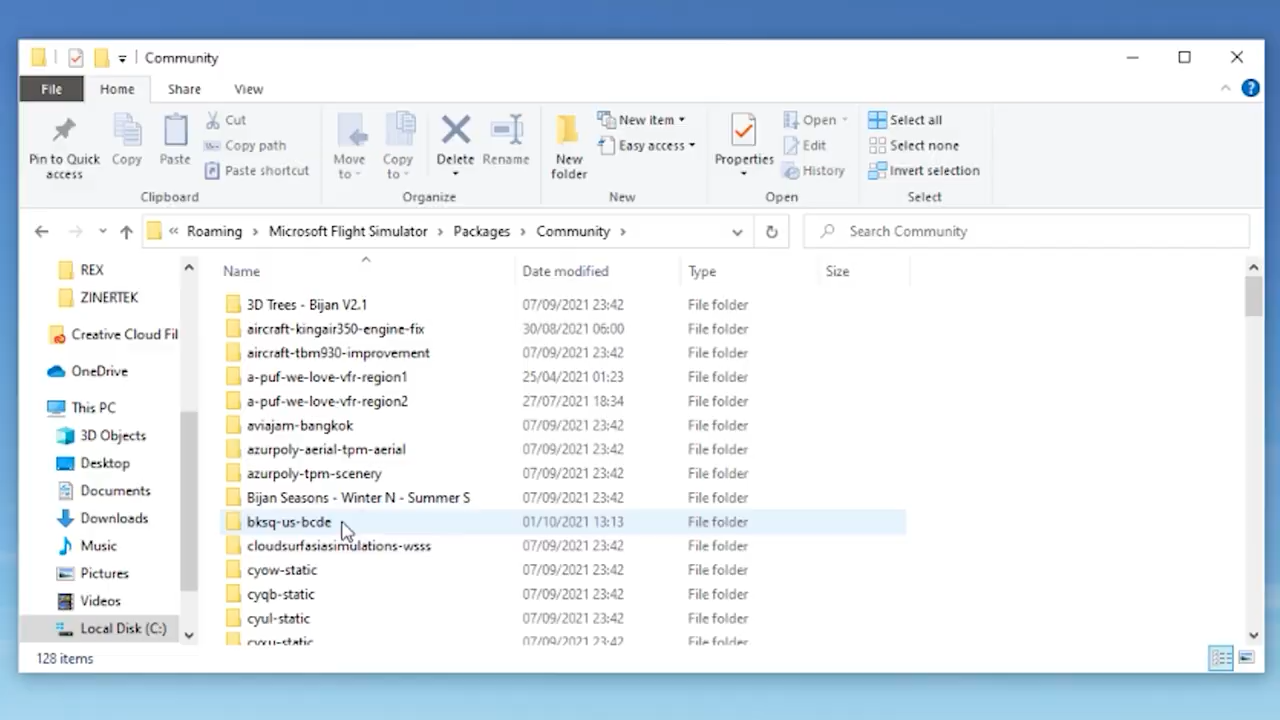 Community
File Home Share View
Pin to Quick access
Copy
Paste
Cut
Copy path
Paste shortcut
Clipboard
Move to
Copy to
Delete
Rename
Organize
New folder
New item
Easy access
New
Properties
Open
Edit
History
Open
Select all
Select none
Invert selection
Select
« Roaming > Microsoft Flight Simulator > Packages > Community >
Search Community
REX
ZINERTEK
Creative Cloud Fil
OneDrive
This PC
3D Objects
Desktop
Documents
Downloads
Music
Pictures
Videos
Local Disk (C:)
Name Date modified Type Size
3D Trees - Bijan V2.1 07/09/2021 23:42 File folder
aircraft-kingair350-engine-fix 30/08/2021 06:00 File folder
aircraft-tbm930-improvement 07/09/2021 23:42 File folder
a-puf-we-love-vfr-region1 25/04/2021 01:23 File folder
a-puf-we-love-vfr-region2 27/07/2021 18:34 File folder
aviajam-bangkok 07/09/2021 23:42 File folder
azurpoly-aerial-tpm-aerial 07/09/2021 23:42 File folder
azurpoly-tpm-scenery 07/09/2021 23:42 File folder
Bijan Seasons - Winter N - Summer S 07/09/2021 23:42 File folder
bksq-us-bcde 01/10/2021 13:13 File folder
cloudsurfasiasimulations-wsss 07/09/2021 23:42 File folder
cyow-static 07/09/2021 23:42 File folder
cyqb-static 07/09/2021 23:42 File folder
cyul-static 07/09/2021 23:42 File folder
07/09/2021 23:42 File folder
128 items